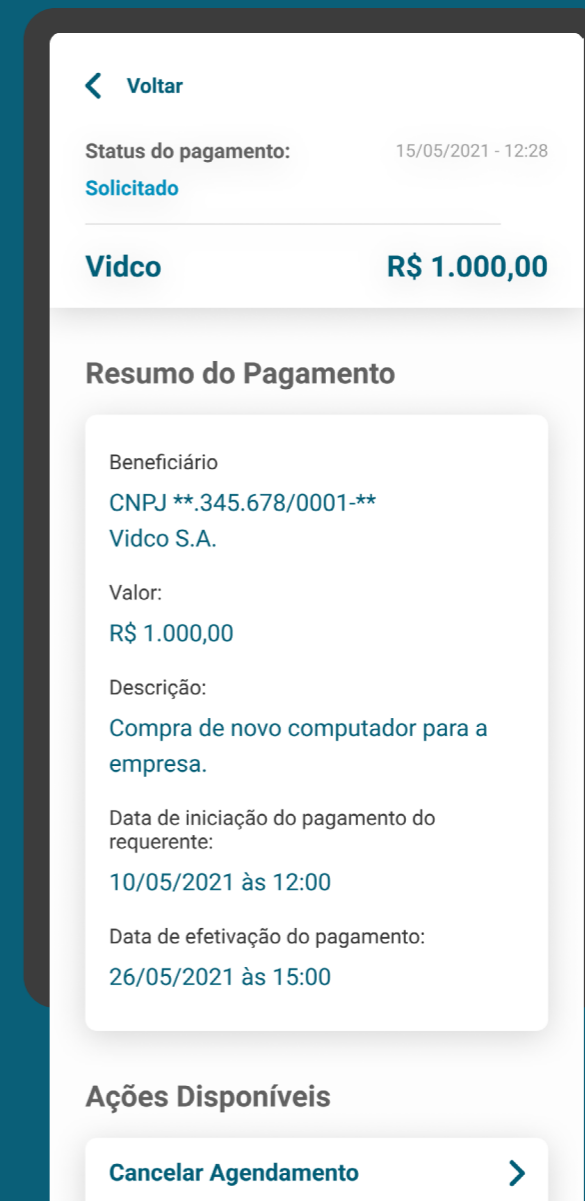 Voltar
Status do pagamento:
15/05/2021 - 12:28
Solicitado
Vidco
R$ 1.000,00
Resumo do Pagamento
Beneficiário
CNPJ **.345.678/0001-**
Vidco S.A.
Valor:
R$ 1.000,00
Descrição:
Compra de novo computador para a
empresa.
Data de iniciação do pagamento do
requerente:
10/05/2021 às 12:00
Data de efetivação do pagamento:
26/05/2021 às 15:00
Ações Disponíveis
Cancelar Agendamento